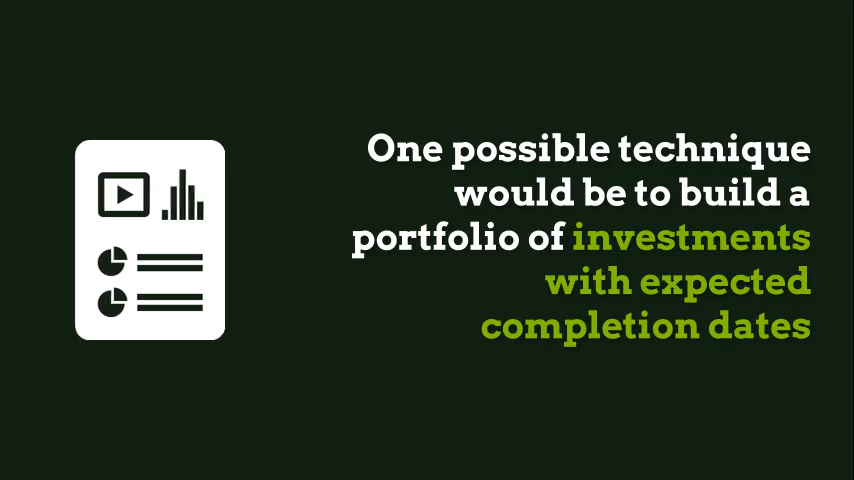 One possible technique
would be to build a
portfolio of investments
with expected
completion dates